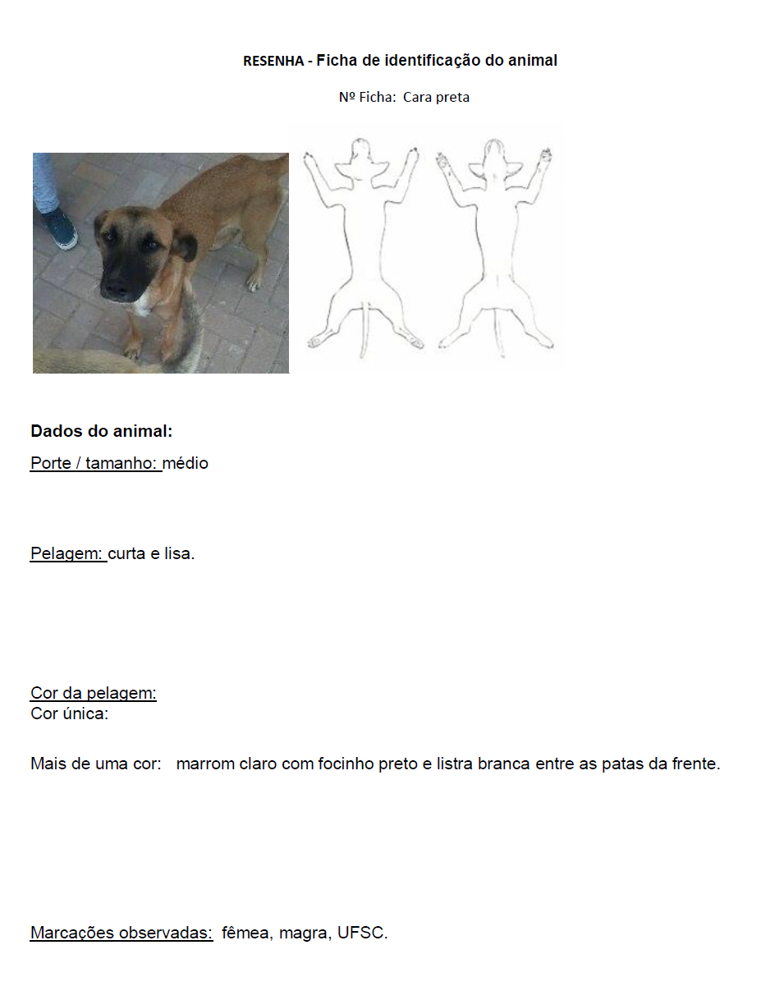 RESENHA - Ficha de identificação do animal
Nº Ficha: Cara preta
Dados do animal:
Porte / tamanho: médio
Pelagem: curta e lisa.
Cor da pelagem:
Cor única:
Mais de uma cor: marrom claro com focinho preto e listra branca entre as patas da frente.
Marcações observadas: fêmea, magra, UFSC.